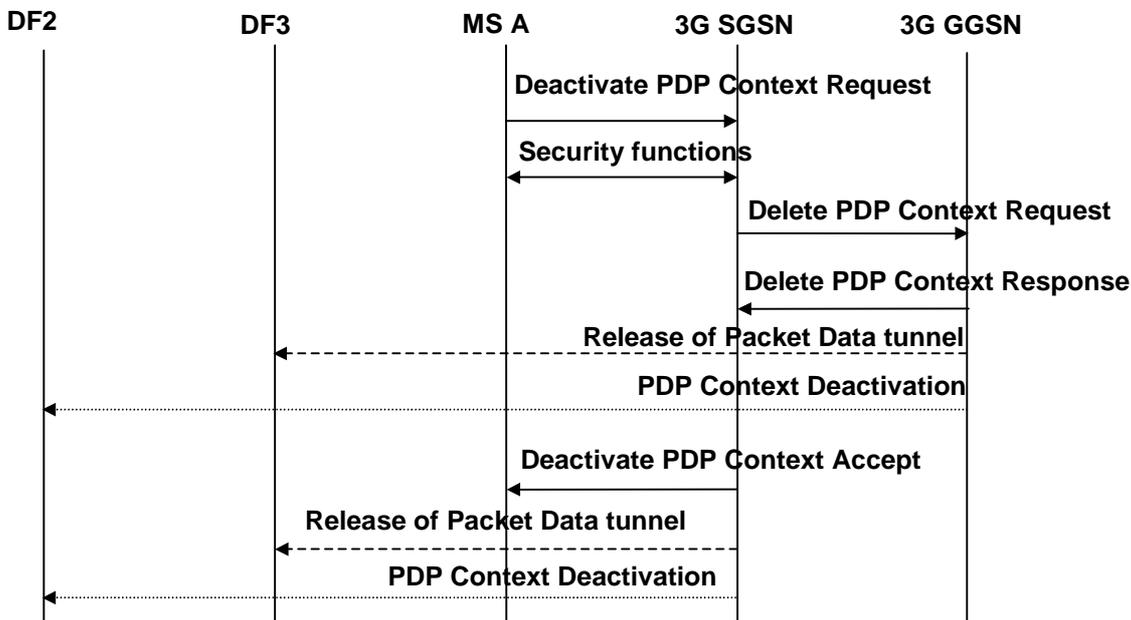 DF2 DF3 MS A 3G SGSN 3G GGSN
Deactivate PDP Context Request
Security functions
Delete PDP Context Request
Delete PDP Context Response
Release of Packet Data tunnel
PDP Context Deactivation
Deactivate PDP Context Accept
Release of Packet Data tunnel
PDP Context Deactivation